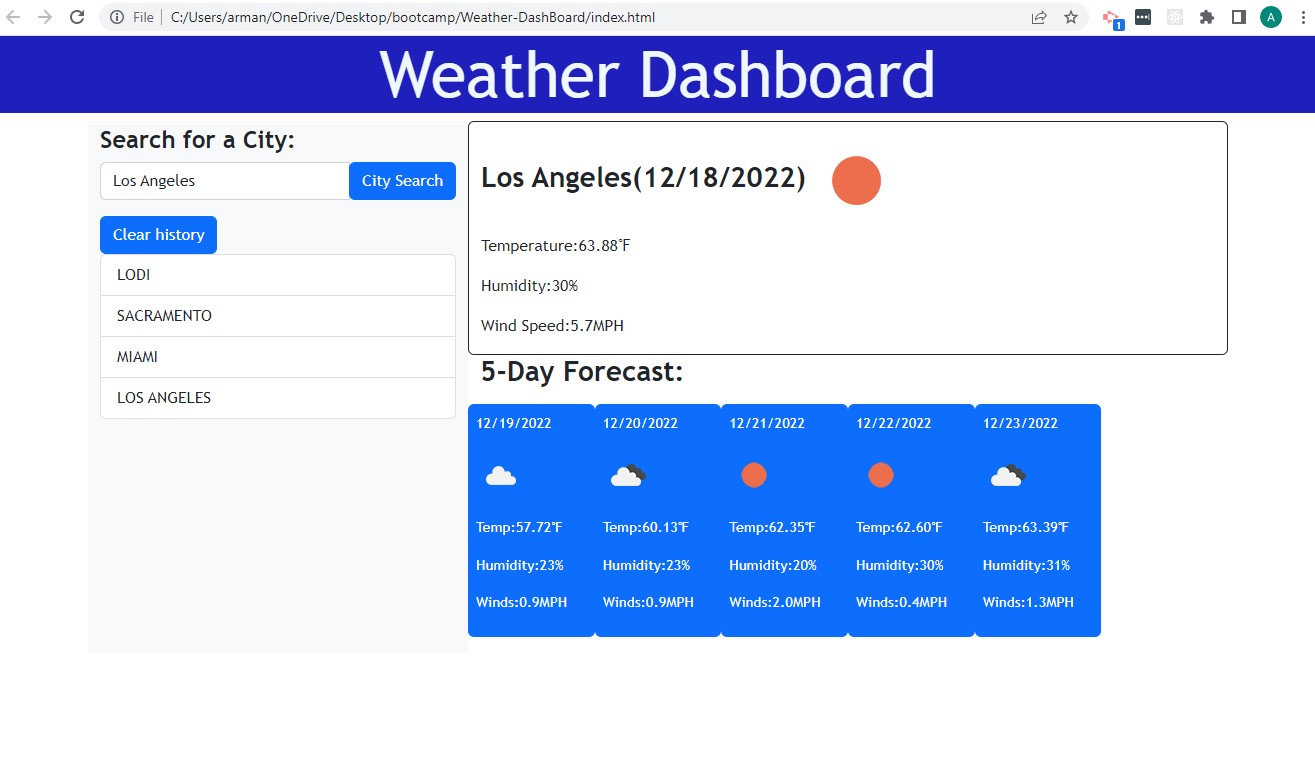 File | C:/Users/arman/OneDrive/Desktop/bootcamp/Weather-DashBoard/index.html
1
A
Weather Dashboard
Search for a City:
Los Angeles
City Search
Clear history
LODI
SACRAMENTO
MIAMI
LOS ANGELES
Los Angeles(12/18/2022)
Temperature:63.88°F
Humidity:30%
Wind Speed:5.7MPH
5-Day Forecast:
12/19/2022
Temp:57.72°F
Humidity:23%
Winds:0.9MPH
12/20/2022
Temp:60.13°F
Humidity:23%
Winds:0.9MPH
12/21/2022
Temp:62.35°F
Humidity:20%
Winds:2.0MPH
12/22/2022
Temp:62.60°F
Humidity:30%
Winds:0.4MPH
12/23/2022
Temp:63.39°F
Humidity:31%
Winds:1.3MPH